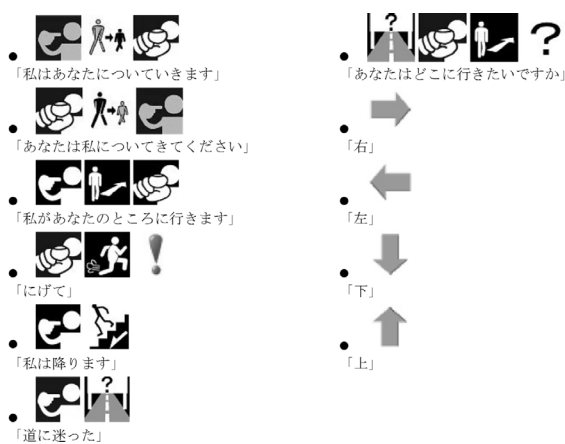 「私はあなたについていきます」
「あなたは私についてきてください」
「私があなたのところに行きます」
「にげて」
「私は降ります」
「道に迷った」
?
「あなたはどこに行きたいですか」
「右」
「左」
「下」
「上」